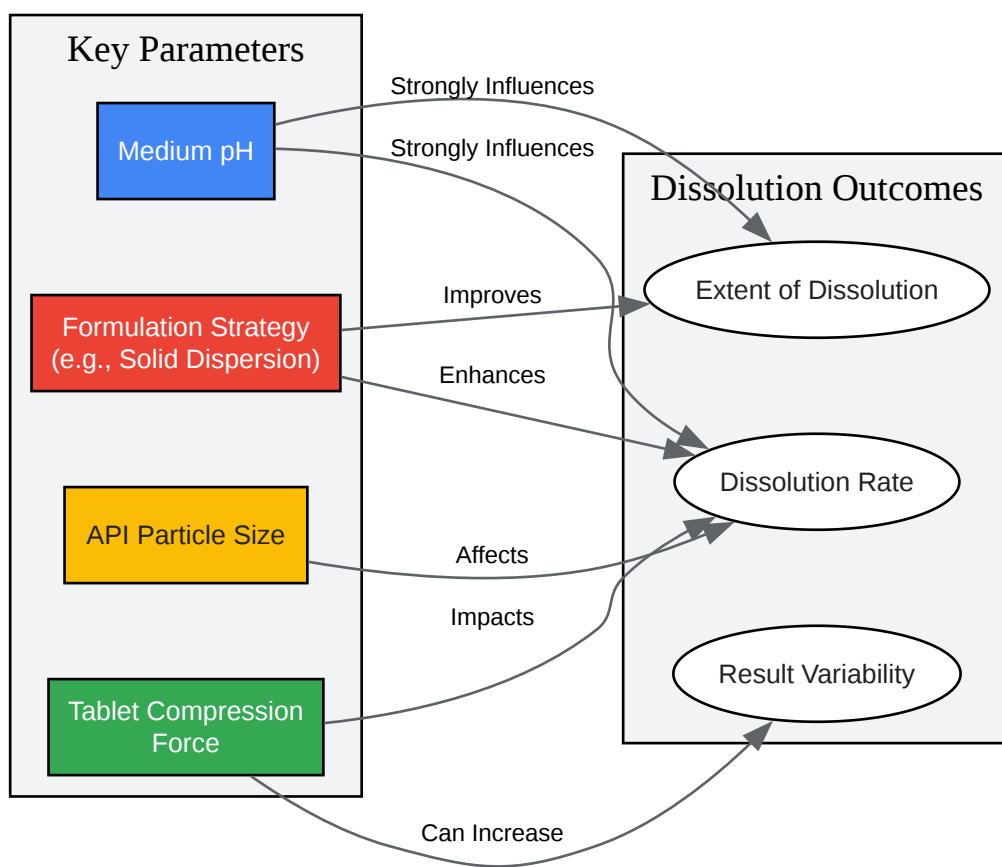 Key Parameters
Medium pH
Formulation Strategy
(e.g., Solid Dispersion)
API Particle Size
Tablet Compression
Force
Strongly Influences
Strongly Influences
Improves
Enhances
Affects
Impacts
Can Increase
Dissolution Outcomes
Extent of Dissolution
Dissolution Rate
Result Variability